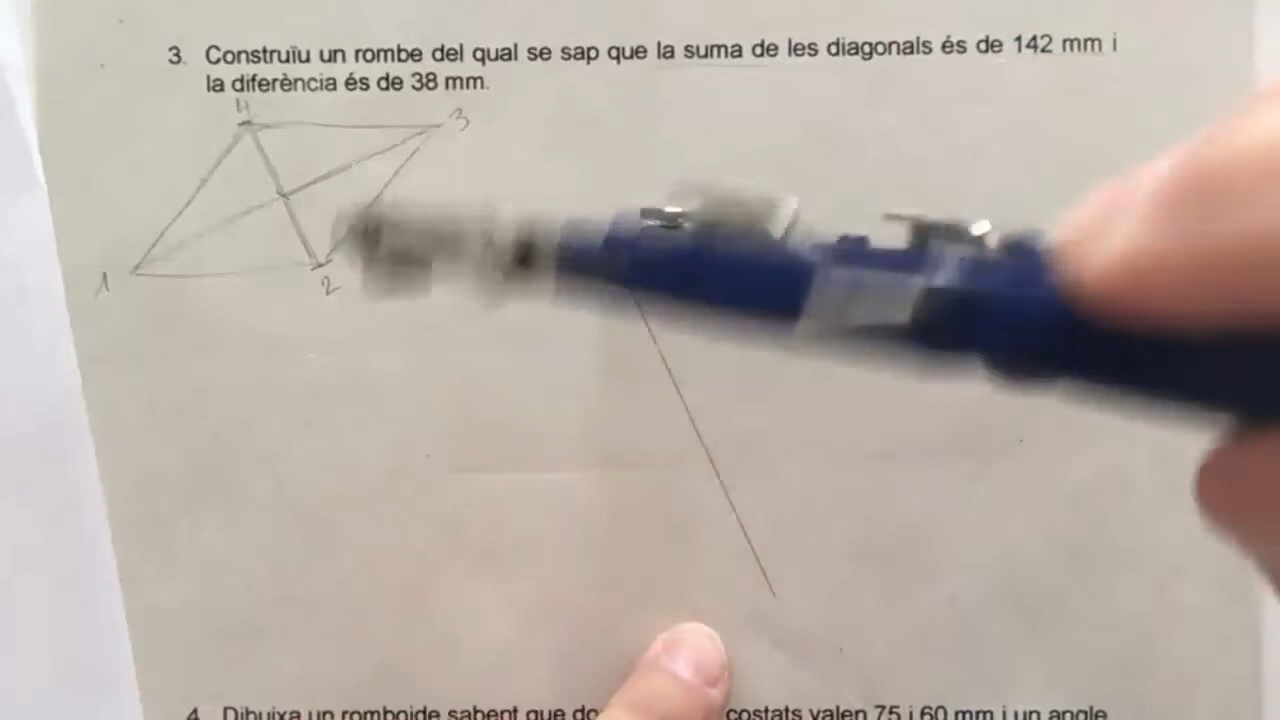 3. Construïu un rombe del qual se sap que la suma de les diagonals és de 142 mm i
la diferència és de 38 mm.
4
3
1
2
4. Dibuixa un romboide sabent que costats valen 75 i 60 mm i un angle